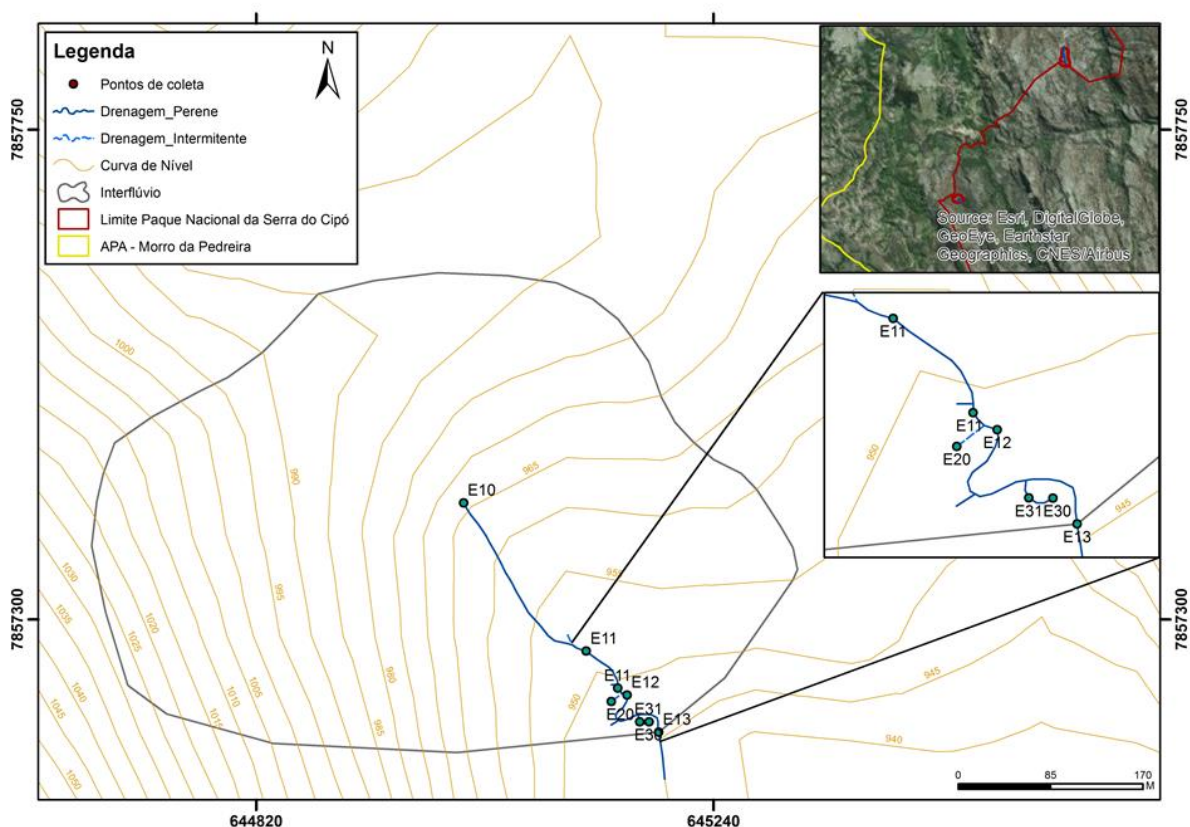 644820
645240
7857750
7857750
7857300
7857300
Legenda
N
Pontos de coleta
Drenagem_Perene
Drenagem_Intermitente
Curva de Nível
Interflúvio
Limite Paque Nacional da Serra do Cipó
APA - Morro da Pedreira
Source: Esri, DigitalGlobe,
GeoEye, Earthstar
Geographics, CNES/Airbus
E11
E11
E12
E20
950
E31
E30
E13
945
1000
990
965
E10
995
955
1030
1035
1020
1025
1040
1045
1050
1005
1010
980
985
950
945
940
E11
E11
E12
E20
E31
E13
0
85
170
M